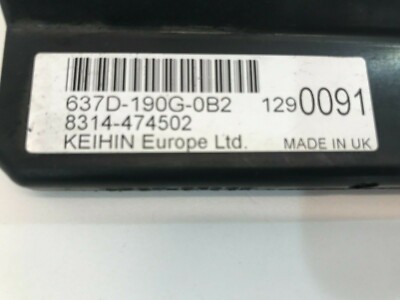 637D-190G-0B2 1290091
8314-474502
KEIHIN Europe Ltd. MADE IN UK